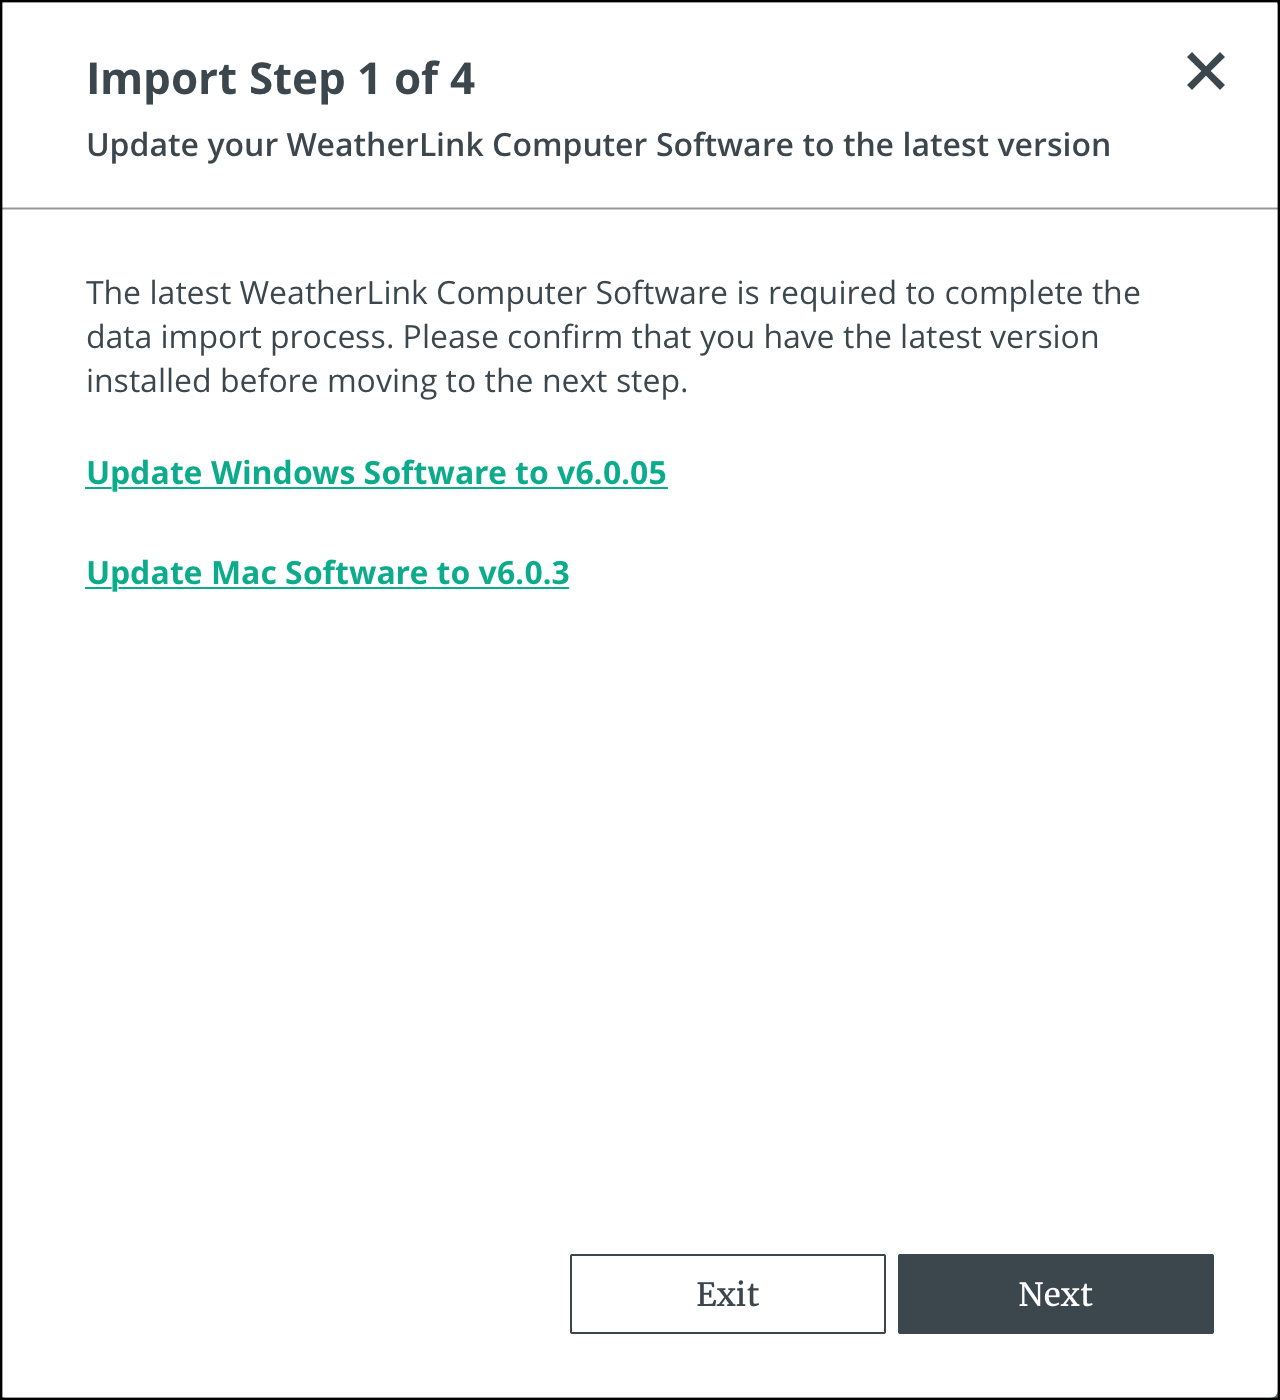 Import Step 1 of 4
Update your WeatherLink Computer Software to the latest version
The latest WeatherLink Computer Software is required to complete the
data import process. Please confirm that you have the latest version
installed before moving to the next step.
Update Windows Software to v6.0.05
Update Mac Software to v6.0.3
Exit
Next